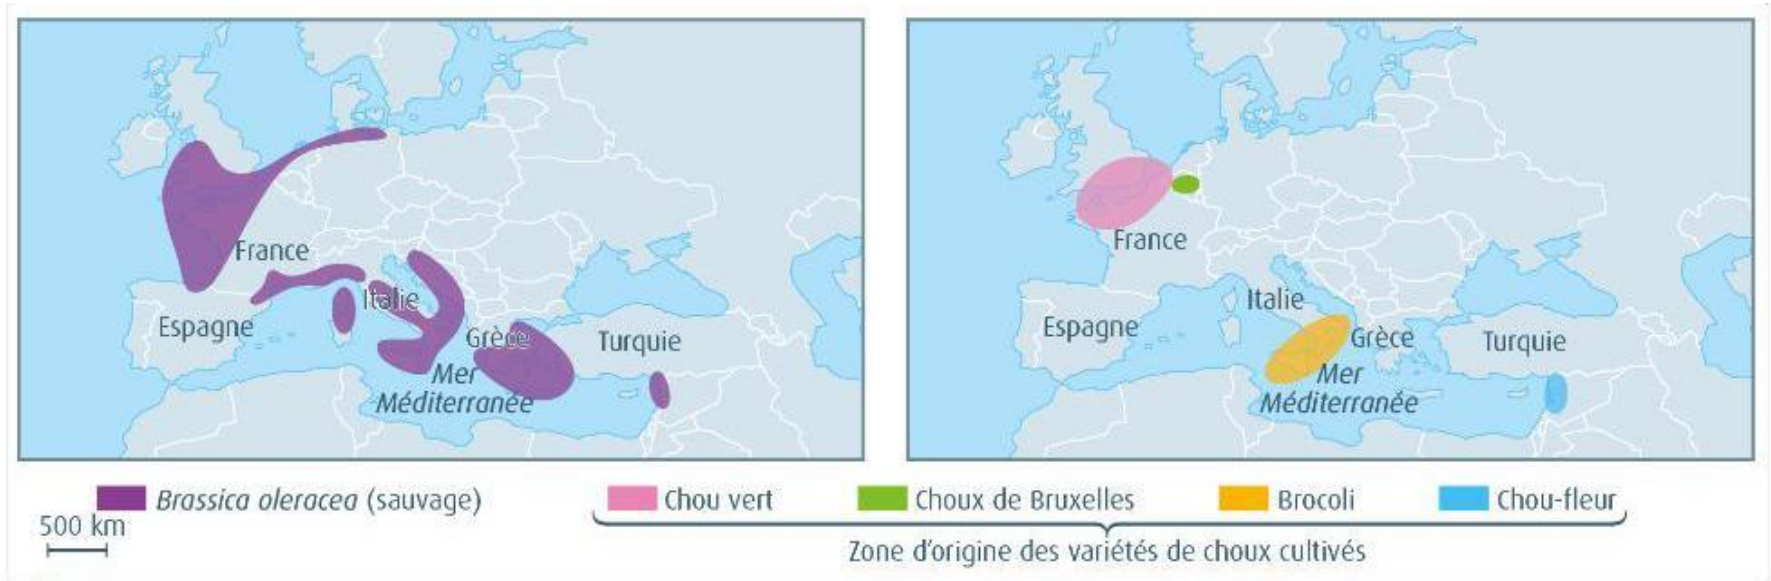 France
Italie
Espagne
Grèce
Turquie
Mer
Méditerranée
France
Italie
Espagne
Grèce
Turquie
Mer
Méditerranée
Brassica oleracea (sauvage)
Chou vert
Choux de Bruxelles
Brocoli
Chou-fleur
500 km
Zone d'origine des variétés de choux cultivés